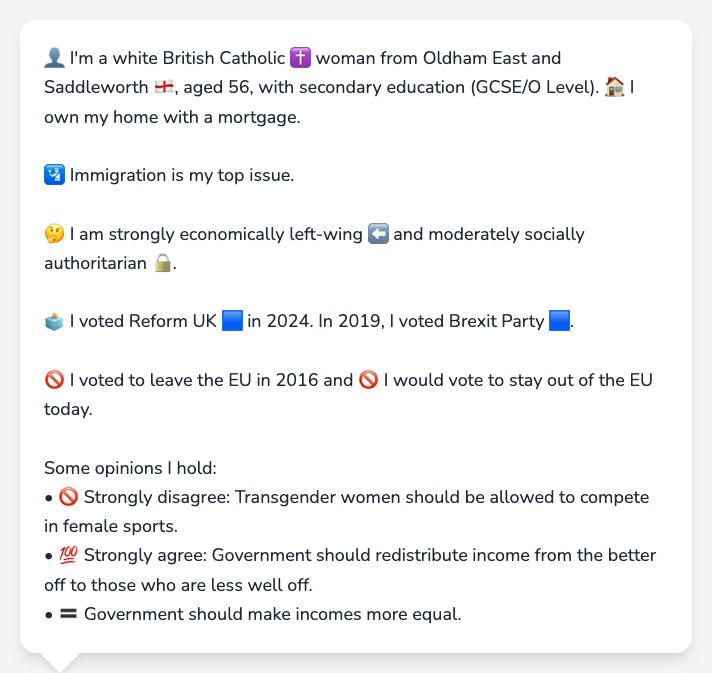 👤 I'm a white British Catholic ✝️ woman from Oldham East and
Saddleworth 🏴󠁧󠁢󠁥󠁮󠁧󠁿, aged 56, with secondary education (GCSE/O Level). 🏠 I
own my home with a mortgage.
🛂 Immigration is my top issue.
🤔 I am strongly economically left-wing ⬅️ and moderately socially
authoritarian 🔒.
🗳️ I voted Reform UK 🟦 in 2024. In 2019, I voted Brexit Party 🟦.
🚫 I voted to leave the EU in 2016 and 🚫 I would vote to stay out of the EU
today.
Some opinions I hold:
• 🚫 Strongly disagree: Transgender women should be allowed to compete
in female sports.
• 💯 Strongly agree: Government should redistribute income from the better
off to those who are less well off.
• 🟰 Government should make incomes more equal.